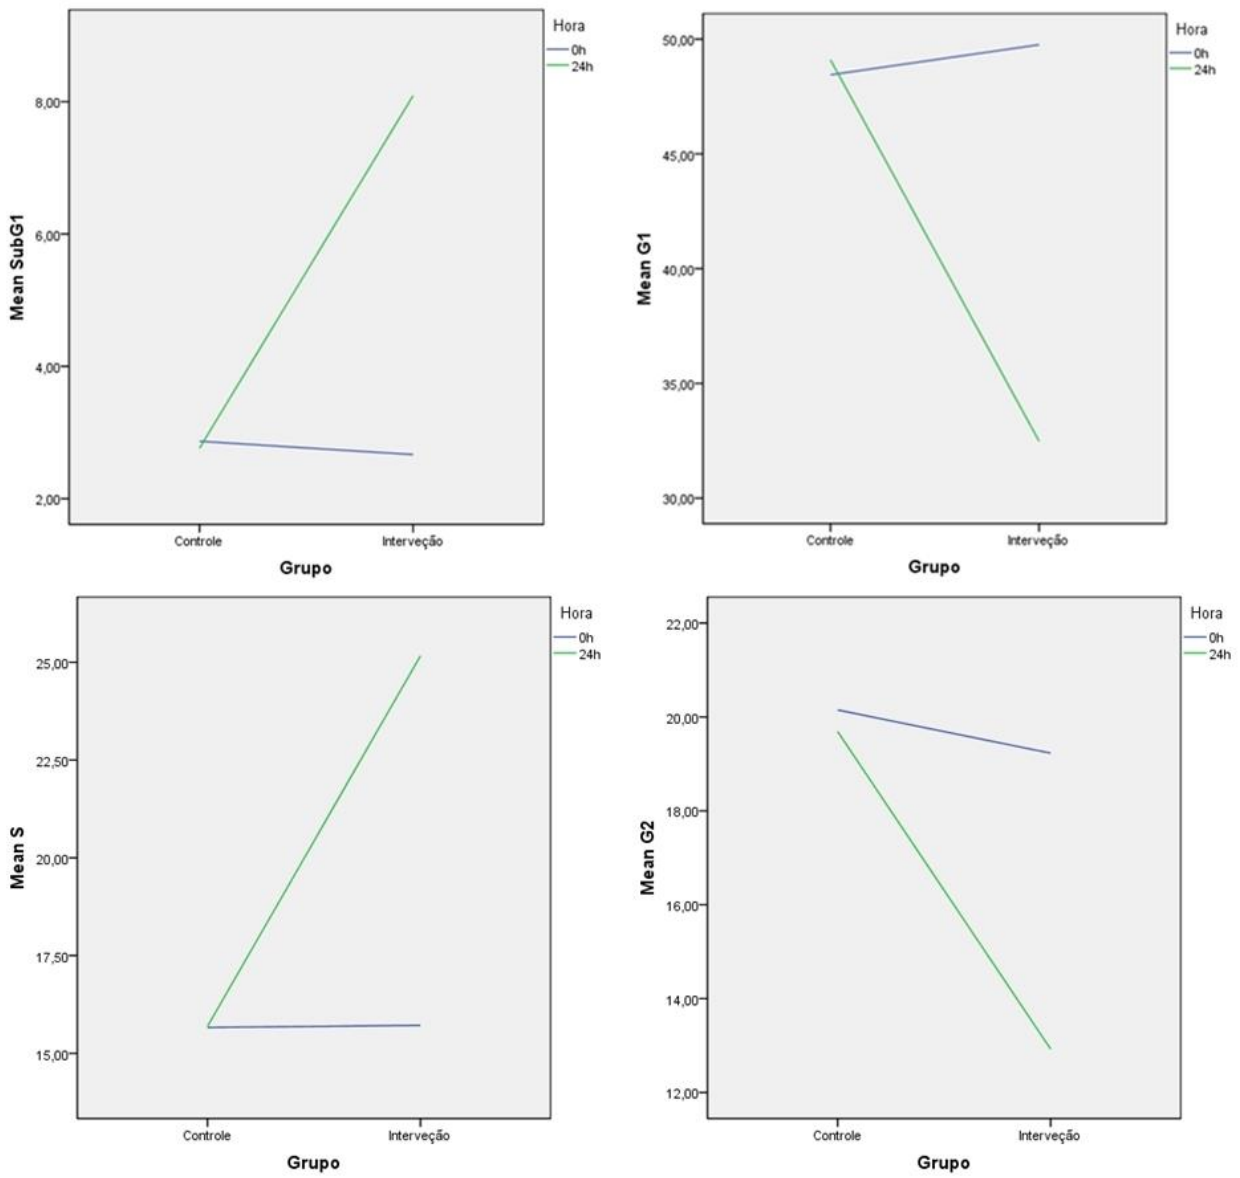 Hora
0h
24h
8,00
6,00
4,00
2,00
Mean SubG1
Controle
Interveção
Grupo
Hora
0h
24h
50,00
45,00
40,00
35,00
30,00
Mean G1
Controle
Interveção
Grupo
Hora
0h
24h
25,00
22,50
20,00
17,50
15,00
Mean S
Controle
Interveção
Grupo
Hora
0h
24h
22,00
20,00
18,00
16,00
14,00
12,00
Mean G2
Controle
Interveção
Grupo